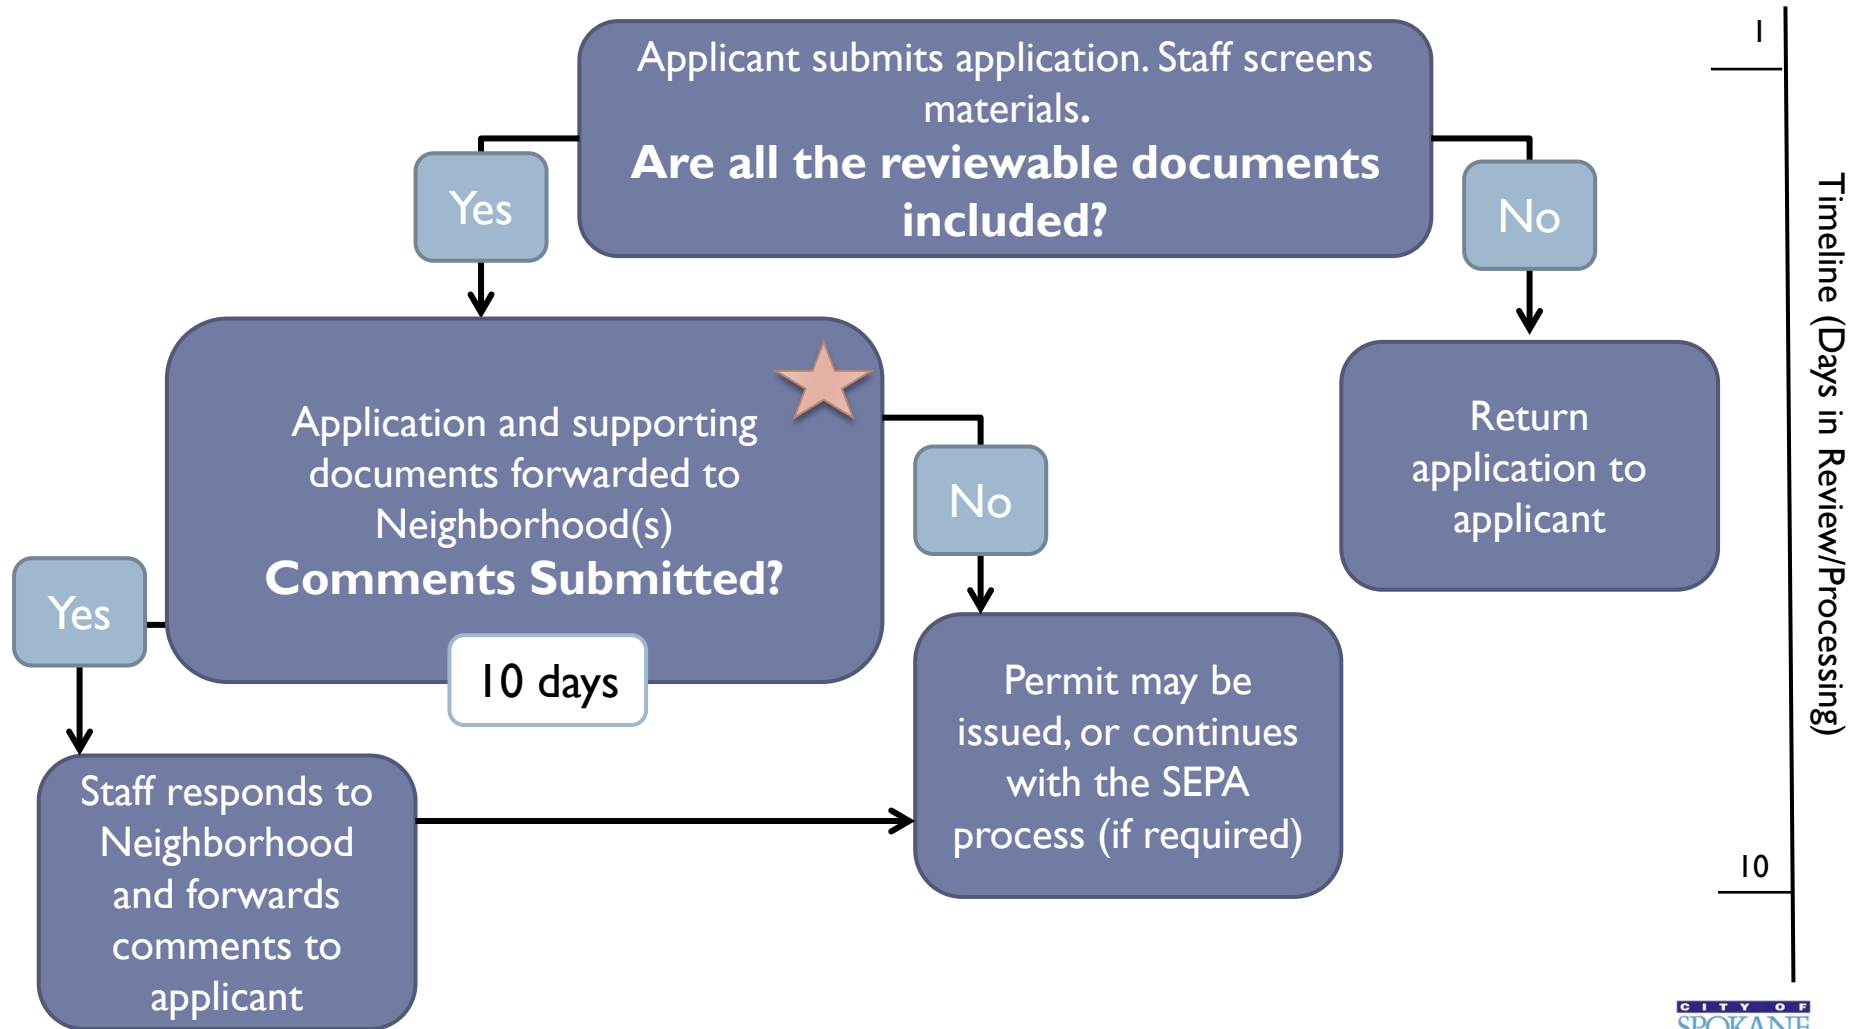 Applicant submits application. Staff screens
materials.
Are all the reviewable documents
included?
Yes
No
Application and supporting
documents forwarded to
Neighborhood(s)
Comments Submitted?
10 days
Yes
No
Return
application to
applicant
Permit may be
issued, or continues
with the SEPA
process (if required)
Staff responds to
Neighborhood
and forwards
comments to
applicant
1
Timeline (Days in Review/Processing)
10
CITY OF
SPOKANE